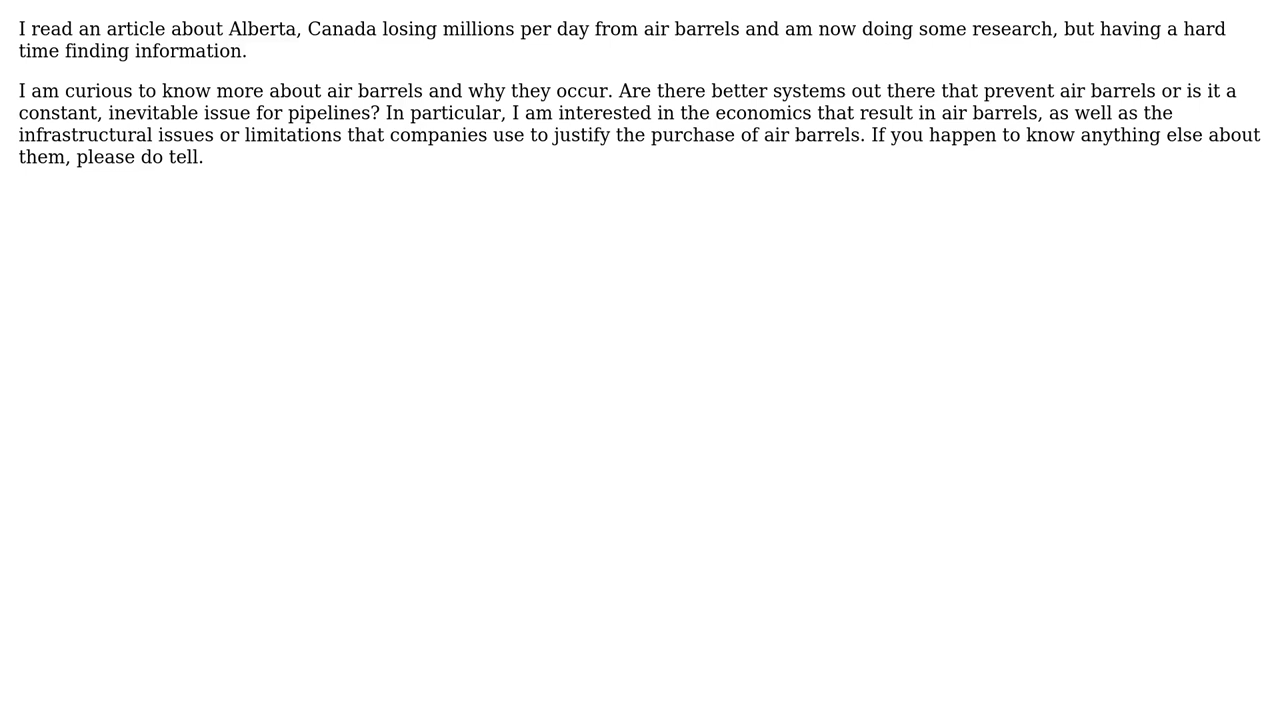 I read an article about Alberta, Canada losing millions per day from air barrels and am now doing some research, but having a hard
time finding information.
I am curious to know more about air barrels and why they occur. Are there better systems out there that prevent air barrels or is it a
constant, inevitable issue for pipelines? In particular, I am interested in the economics that result in air barrels, as well as the
infrastructural issues or limitations that companies use to justify the purchase of air barrels. If you happen to know anything else about
them, please do tell.